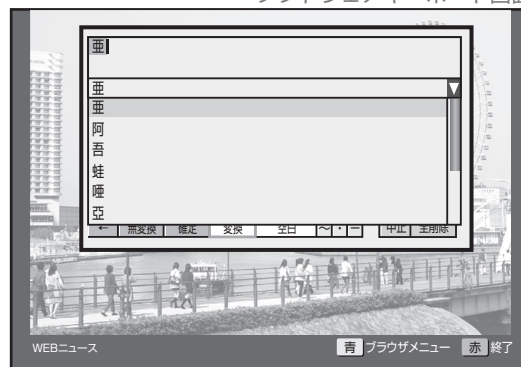 亜
亜
亜
阿
吾
蛙
唖
亞
← 無変換 確定 変換 空白 ～ ・ ー 中止 全削除
WEBニュース 青 ブラウザメニュー 赤 終了